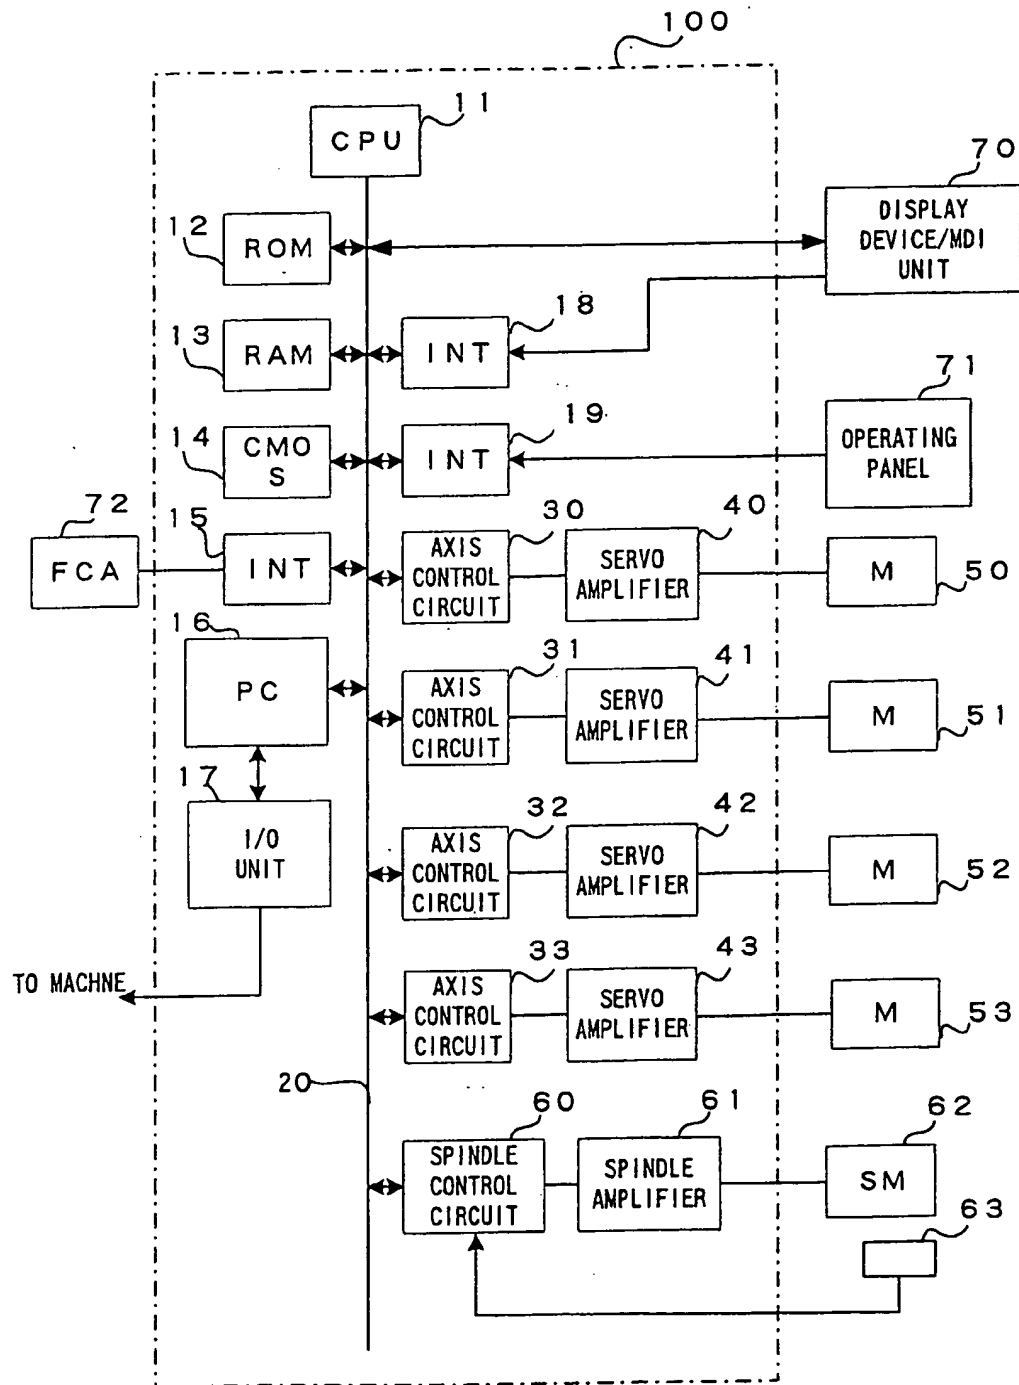 100
11
CPU
70
DISPLAY
DEVICE/MDI
UNIT
12
ROM
18
13
RAM
INT
71
19
14
CMO
S
INT
OPERATING
PANEL
72
15
30
40
FCA
INT
AXIS
CONTROL
CIRCUIT
SERVO
AMPLIFIER
M
50
16
PC
31
41
AXIS
CONTROL
CIRCUIT
SERVO
AMPLIFIER
M
51
17
I/O
UNIT
32
42
AXIS
CONTROL
CIRCUIT
SERVO
AMPLIFIER
M
52
TO MACHNE
33
43
AXIS
CONTROL
CIRCUIT
SERVO
AMPLIFIER
M
53
20
60
61
62
SPINDLE
CONTROL
CIRCUIT
SPINDLE
AMPLIFIER
SM
63